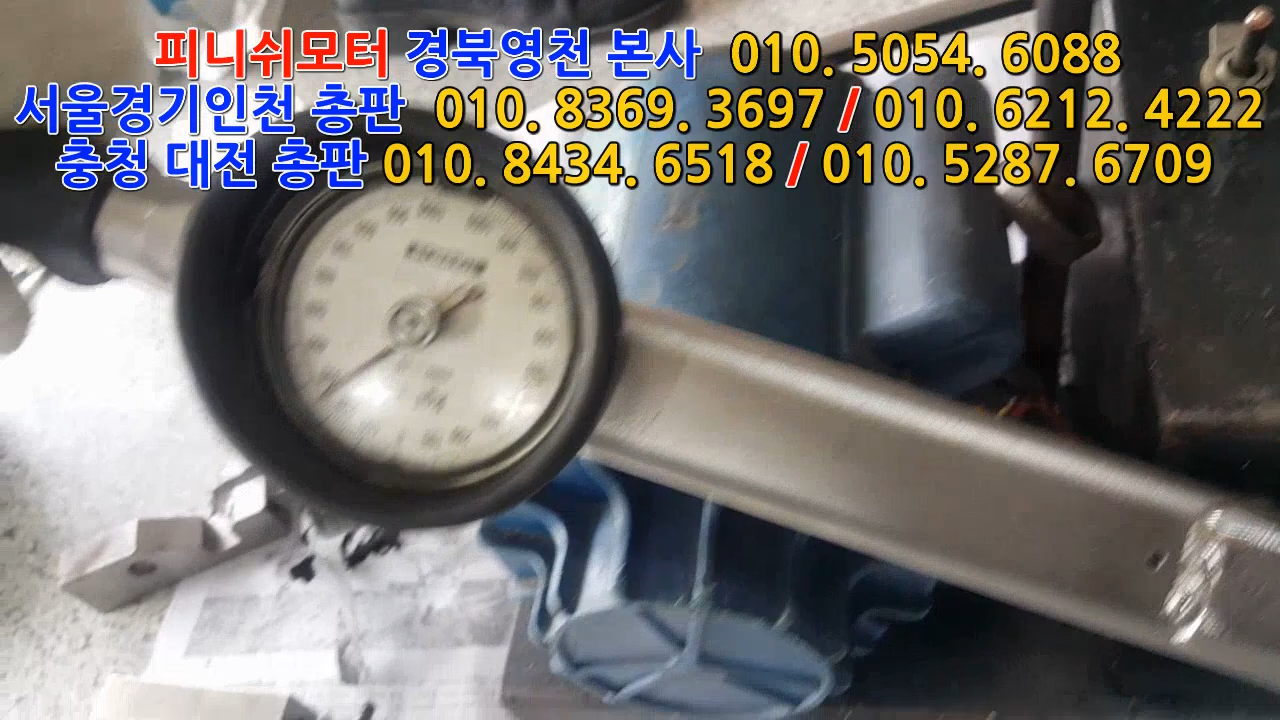 피니쉬모터 경북영천 본사 010. 5054. 6088
서울경기인천 총판 010. 8369. 3697 / 010. 6212. 4222
충청 대전 총판 010. 8434. 6518 / 010. 5287. 6709